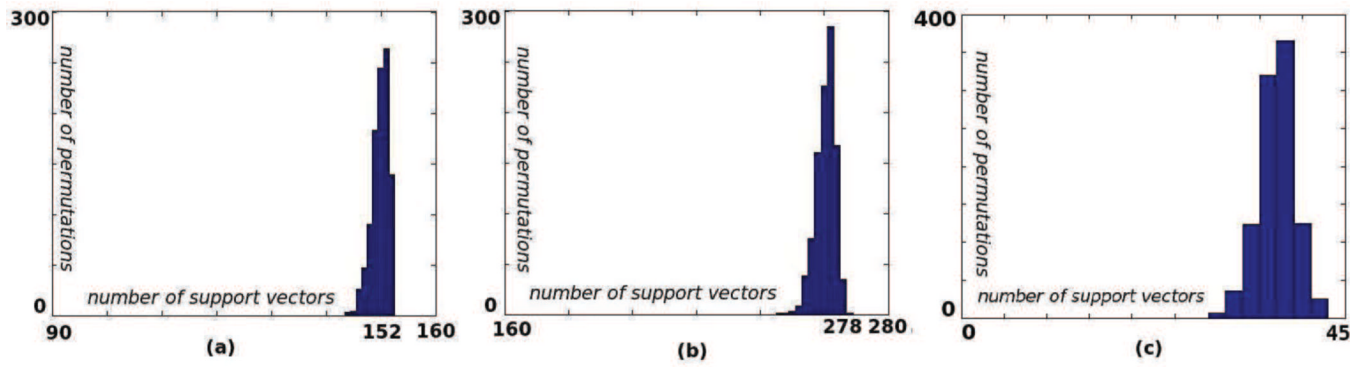 300
number of permutations
0
number of support vectors
90
152
160
(a)
300
number of permutations
0
number of support vectors
160
278
280
(b)
400
number of permutations
0
number of support vectors
0
45
(c)